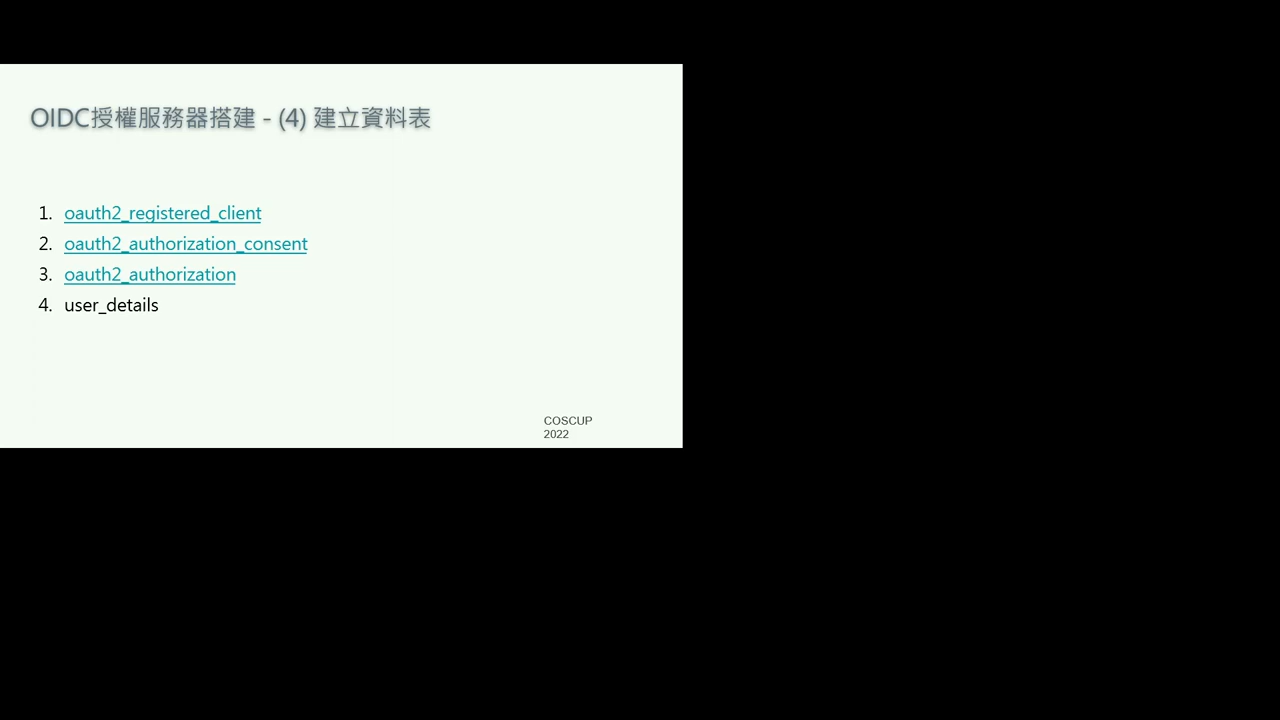 OIDC授權服務器搭建 - (4) 建立資料表
1. oauth2_registered_client
2. oauth2_authorization_consent
3. oauth2_authorization
4. user_details
COSCUP
2022